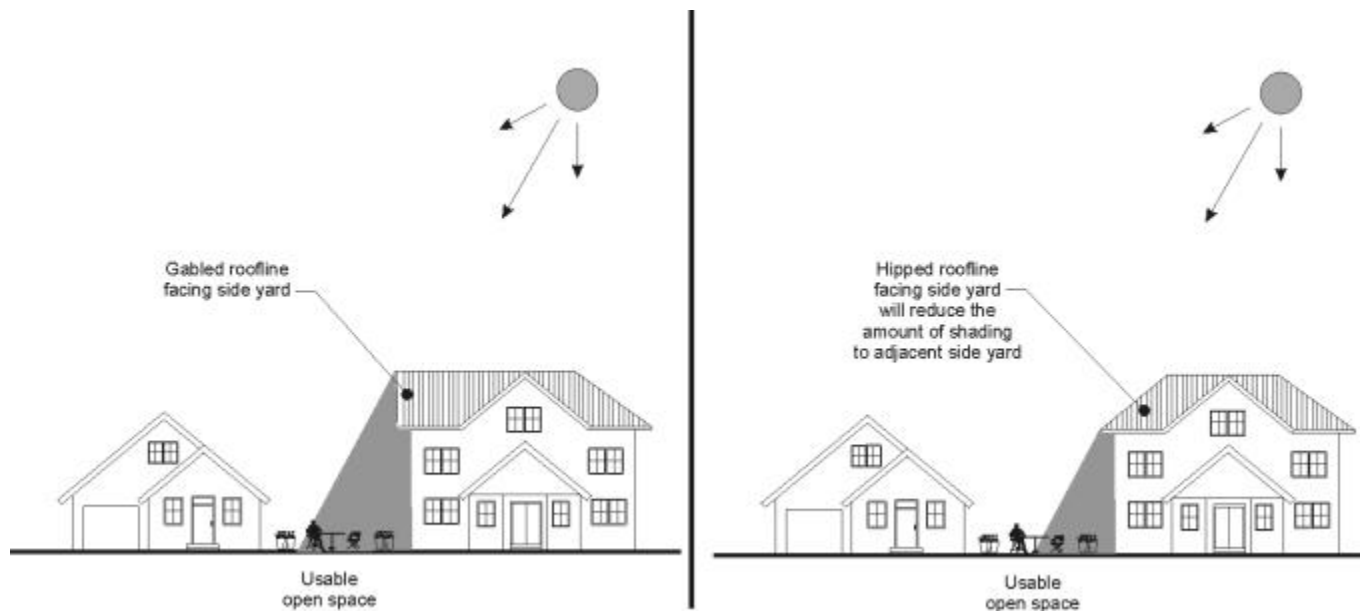 Gabled roofline
facing side yard
Usable
open space
Hipped roofline
facing side yard
will reduce the
amount of shading
to adjacent side yard
Usable
open space